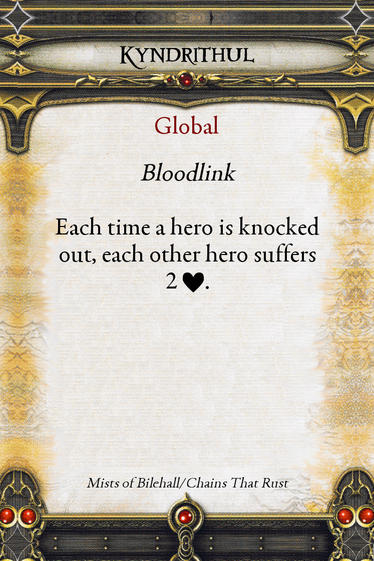 Kyndrithul
Global
Bloodlink
Each time a hero is knocked
out, each other hero suffers
2 ♥.
Mists of Bilehall/Chains That Rust